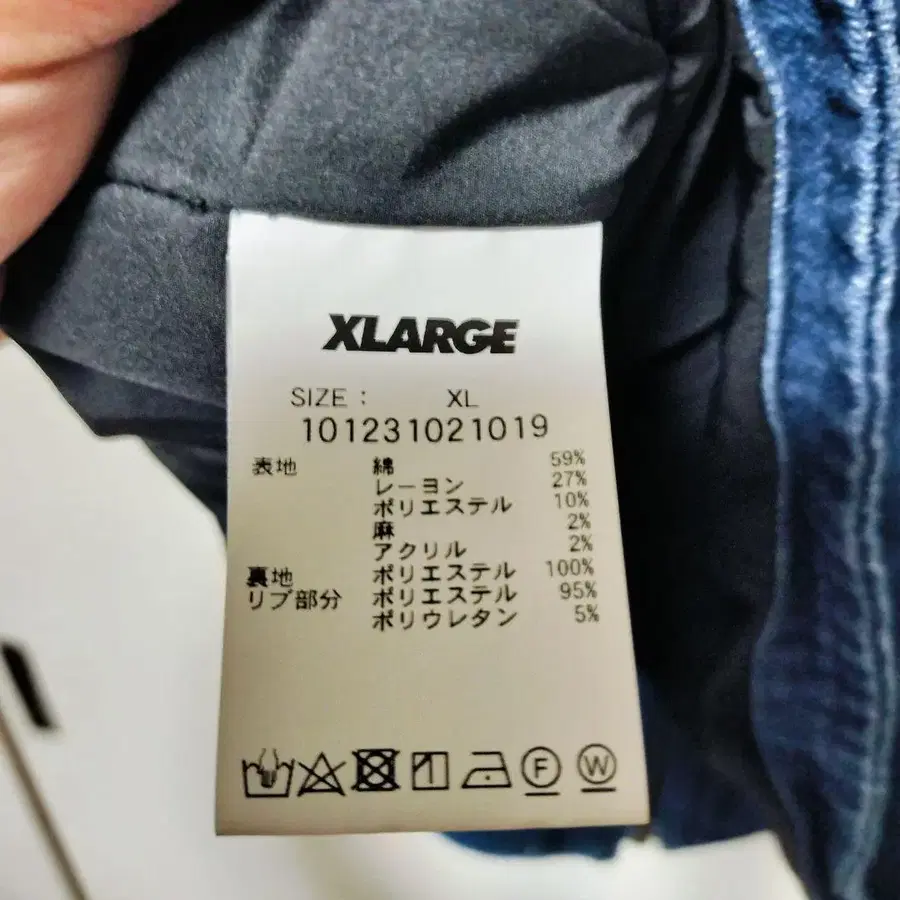 XLARGE
SIZE : XL
101231021019
表地 綿 59%
レーヨン 27%
ポリエステル 10%
麻 2%
アクリル 2%
裏地 ポリエステル 100%
リブ部分 ポリエステル 95%
ポリウレタン 5%
F W